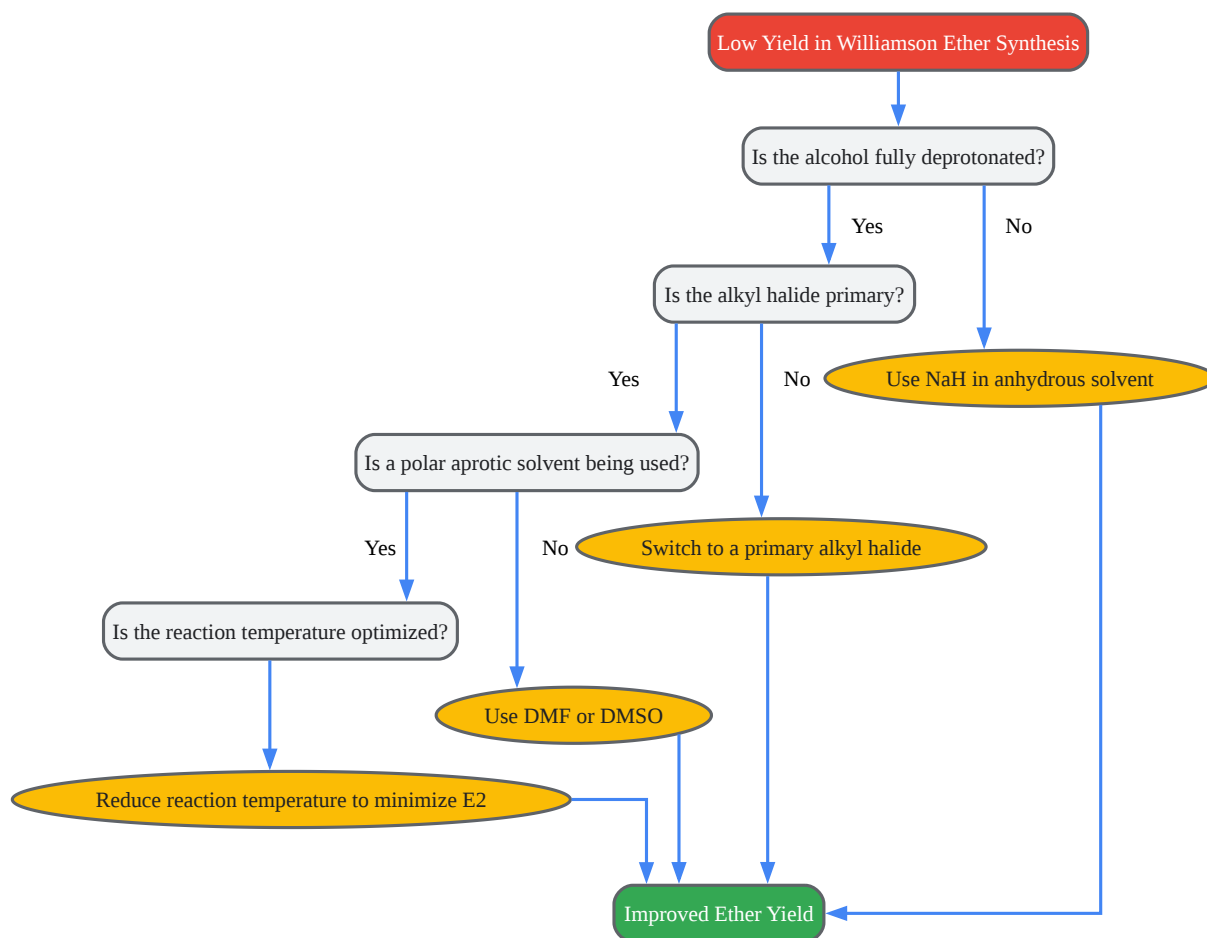 Low Yield in Williamson Ether Synthesis
Is the alcohol fully deprotonated?
Yes
No
Is the alkyl halide primary?
Yes
No
Use NaH in anhydrous solvent
Is a polar aprotic solvent being used?
Yes
No
Switch to a primary alkyl halide
Is the reaction temperature optimized?
Use DMF or DMSO
Reduce reaction temperature to minimize E2
Improved Ether Yield